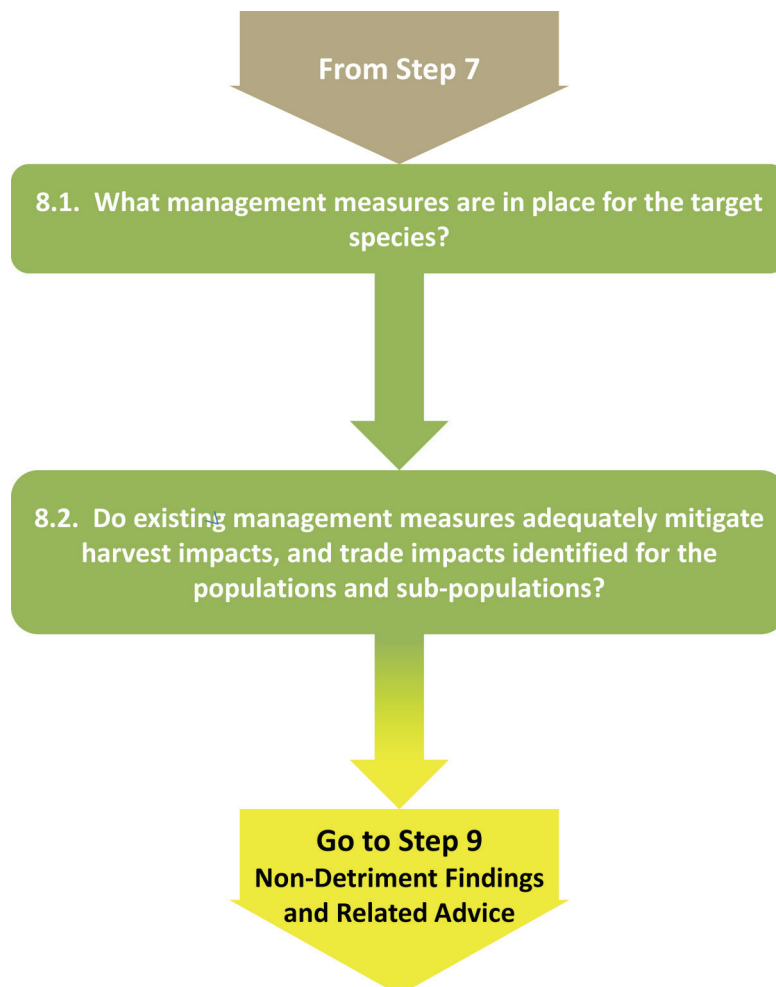 From Step 7
8.1. What management measures are in place for the target
species?
8.2. Do existing management measures adequately mitigate
harvest impacts, and trade impacts identified for the
populations and sub-populations?
Go to Step 9
Non-Detriment Findings
and Related Advice